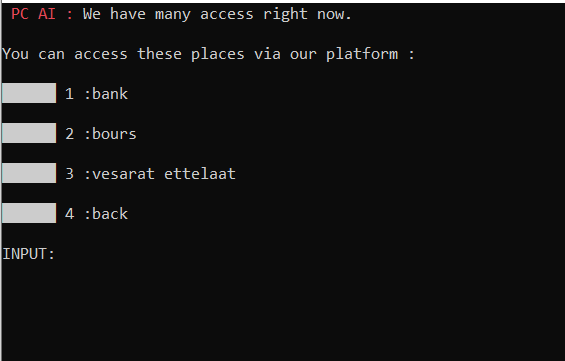 PC AI : We have many access right now.
You can access these places via our platform :
1 :bank
2 :bours
3 :vesarat ettelaat
4 :back
INPUT: